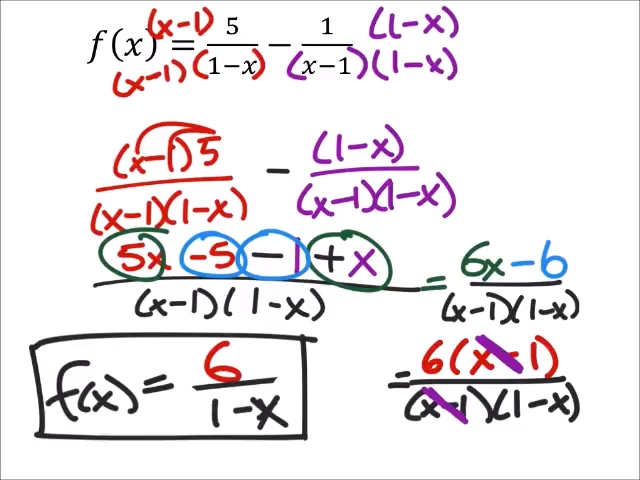 (x-1) f(x) = 5/(1-x) - 1/(x-1) (1-x)
(x-1) ( ) ( ) (1-x)
(x-1)5/(x-1)(1-x) - (1-x)/(x-1)(1-x)
5x -5 -1 +x/(x-1)(1-x) = 6x-6/(x-1)(1-x)
f(x) = 6/1-x
= 6(x-1)/(x-1)(1-x)